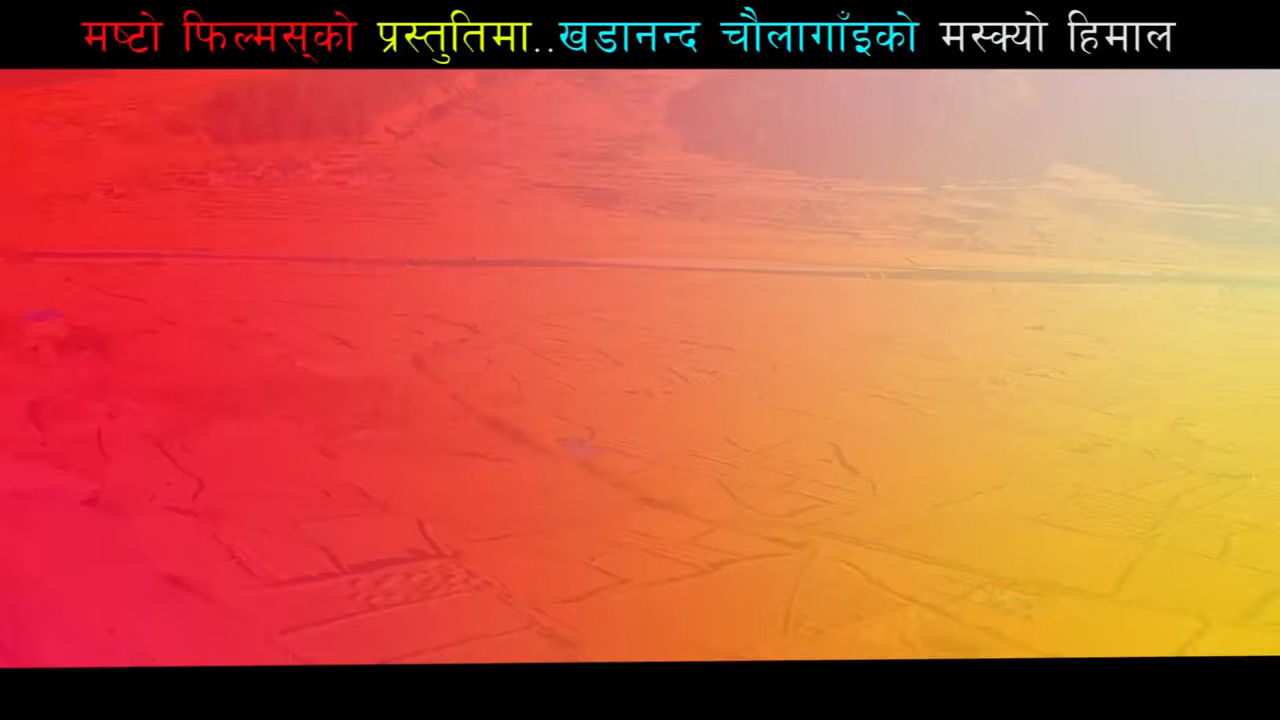 मष्टो फिल्मस्‌को प्रस्तुतिमा..खडानन्द चौलागाँइको मस्क्यो हिमाल